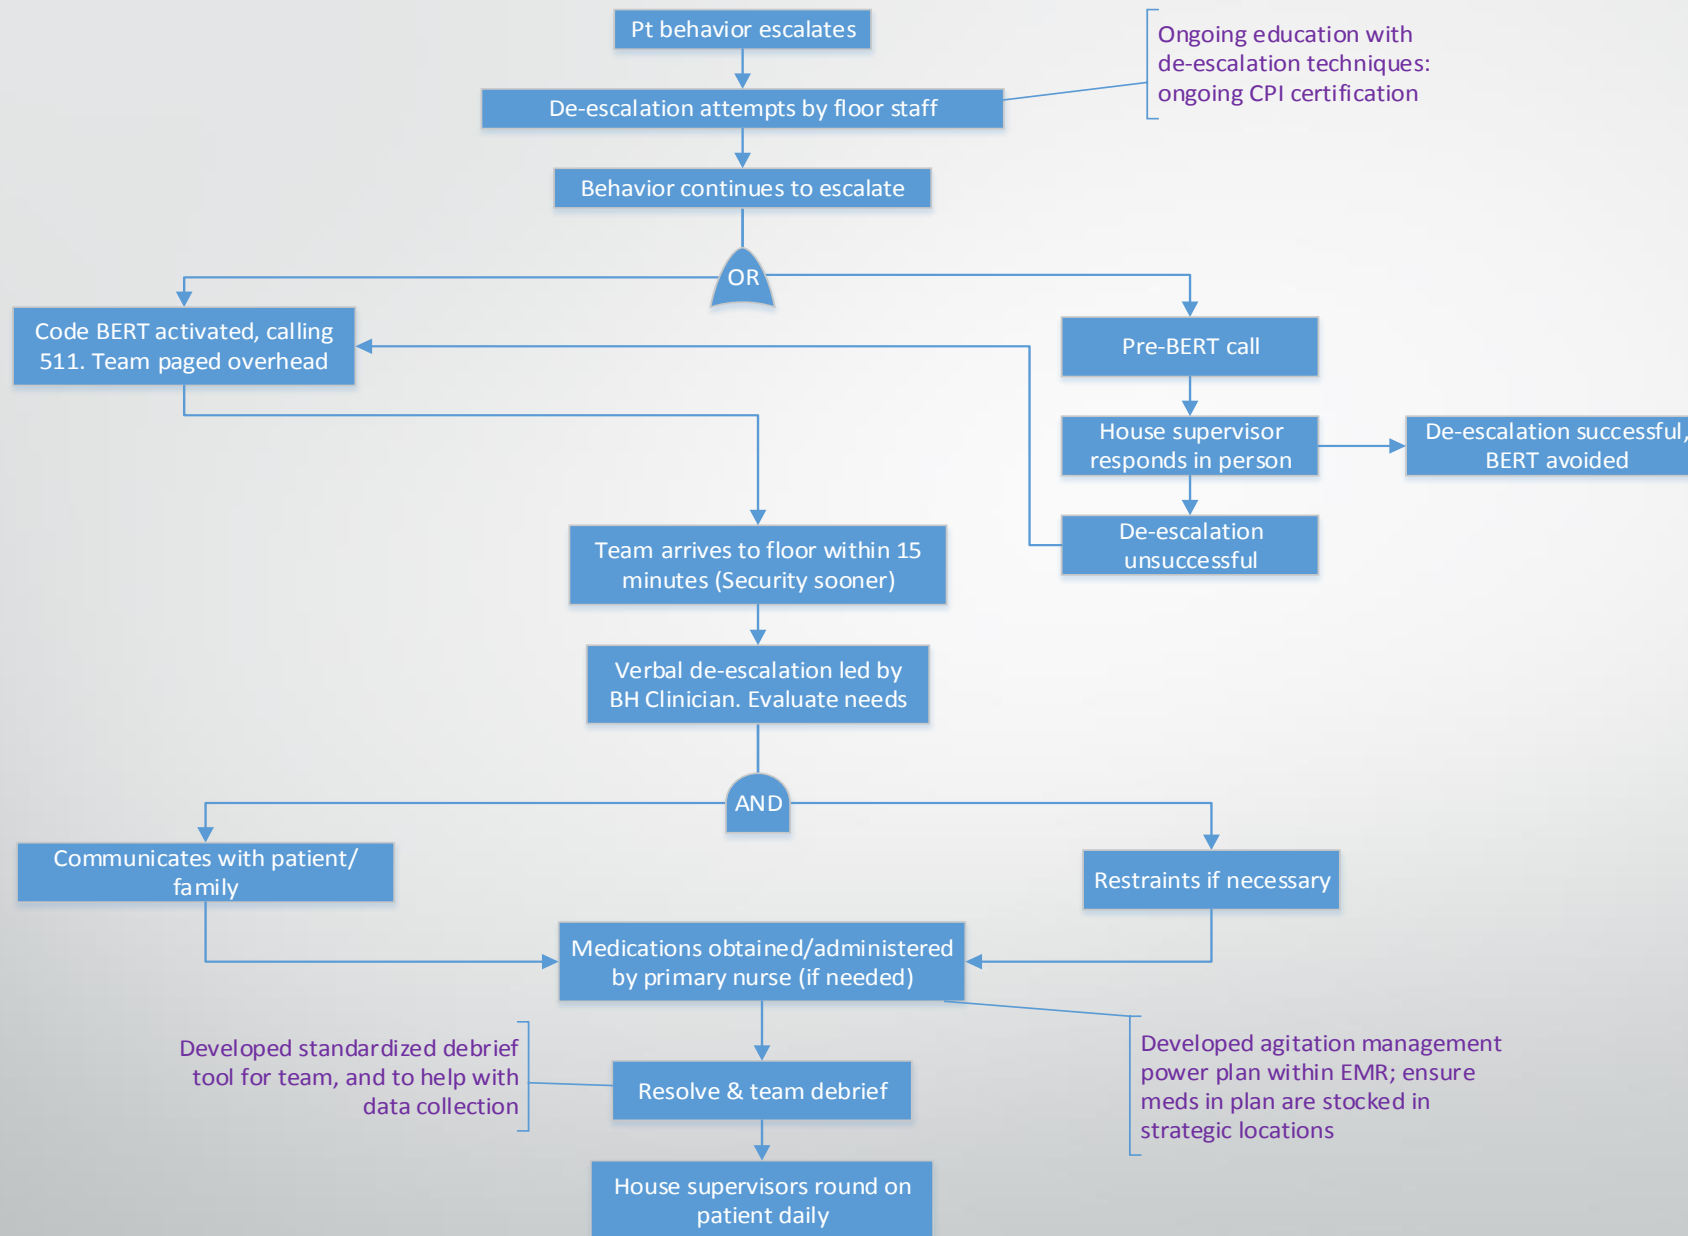 Pt behavior escalates
Ongoing education with
de-escalation techniques:
ongoing CPI certification
De-escalation attempts by floor staff
Behavior continues to escalate
OR
Code BERT activated, calling
511. Team paged overhead
Pre-BERT call
House supervisor
responds in person
De-escalation successful,
BERT avoided
De-escalation
unsuccessful
Team arrives to floor within 15
minutes (Security sooner)
Verbal de-escalation led by
BH Clinician. Evaluate needs
AND
Communicates with patient/
family
Restraints if necessary
Medications obtained/administered
by primary nurse (if needed)
Developed standardized debrief
tool for team, and to help with
data collection
Developed agitation management
power plan within EMR; ensure
meds in plan are stocked in
strategic locations
Resolve & team debrief
House supervisors round on
patient daily